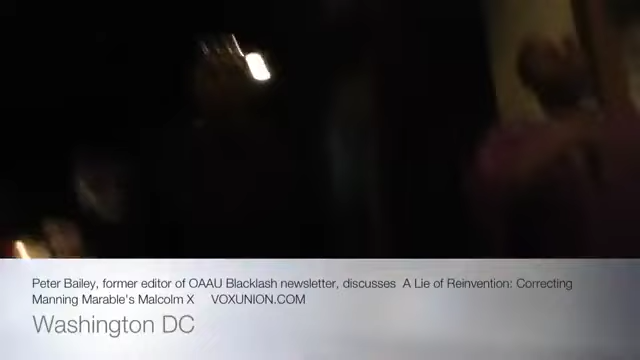 Peter Bailey, former editor of OAAU Blacklash newsletter, discusses  A Lie of Reinvention: Correcting
Manning Marable's Malcolm X     VOXUNION.COM
Washington DC